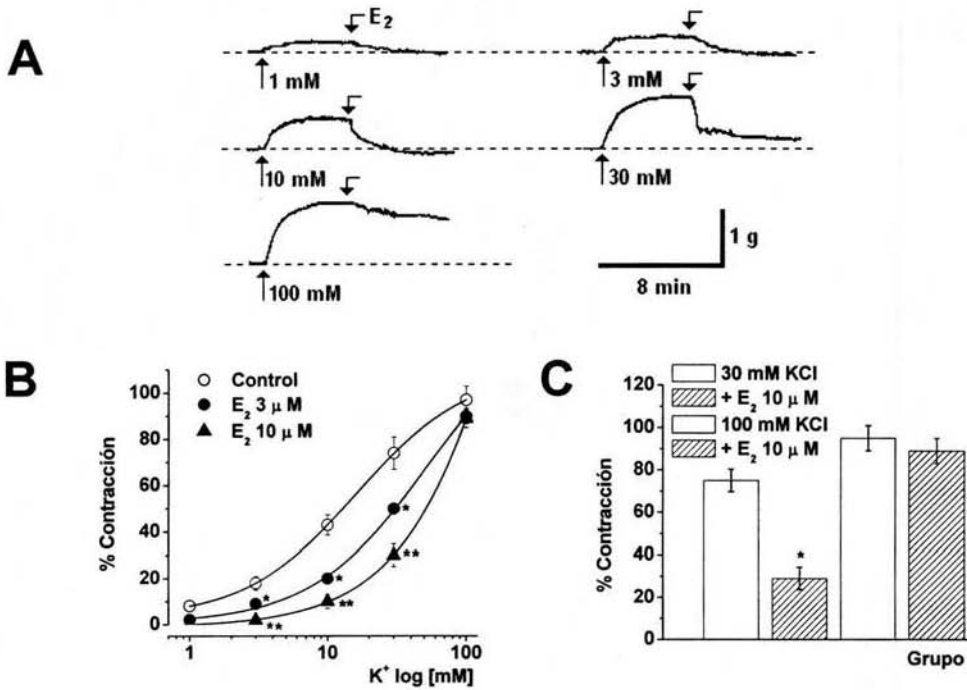 A
E₂
1 mM
3 mM
10 mM
30 mM
100 mM
1 g
8 min
B
Control
E₂ 3 µ M
E₂ 10 µ M
% Contracción
100
80
60
40
20
0
*
*
*
**
**
**
1
10
100
K⁺ log [mM]
C
30 mM KCl
+ E₂ 10 µ M
100 mM KCl
+ E₂ 10 µ M
% Contracción
120
100
80
60
40
20
0
*
Grupo